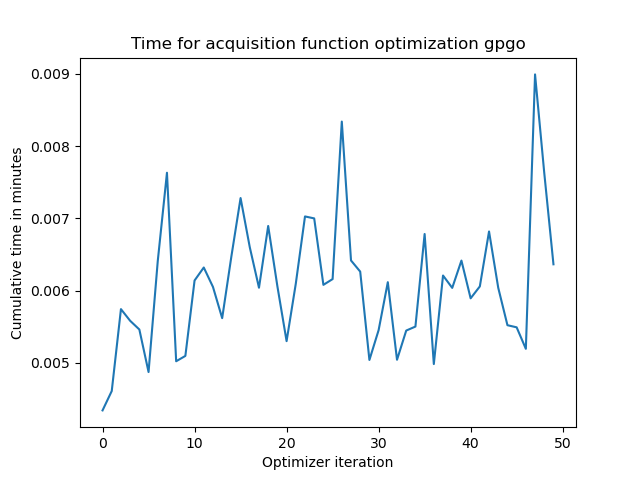 Time for acquisition function optimization gpgo
0.009
0.008
0.007
0.006
0.005
Cumulative time in minutes
0 10 20 30 40 50
Optimizer iteration